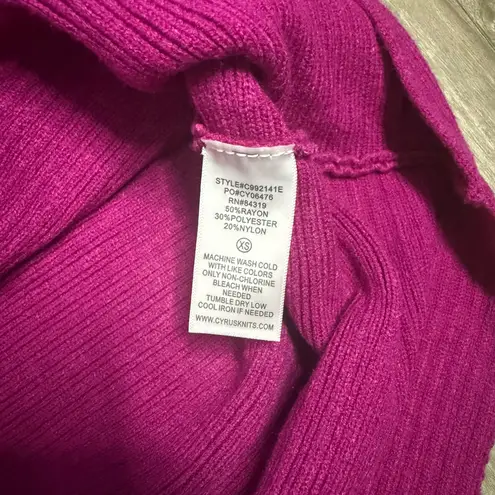 STYLE#C992141E
PO#CY06476
RN#84319
50%RAYON
30%POLYESTER
20%NYLON
XS
MACHINE WASH COLD
WITH LIKE COLORS
ONLY NON-CHLORINE
BLEACH WHEN
NEEDED
TUMBLE DRY LOW
COOL IRON IF NEEDED
WWW.CYRUSKNITS.COM